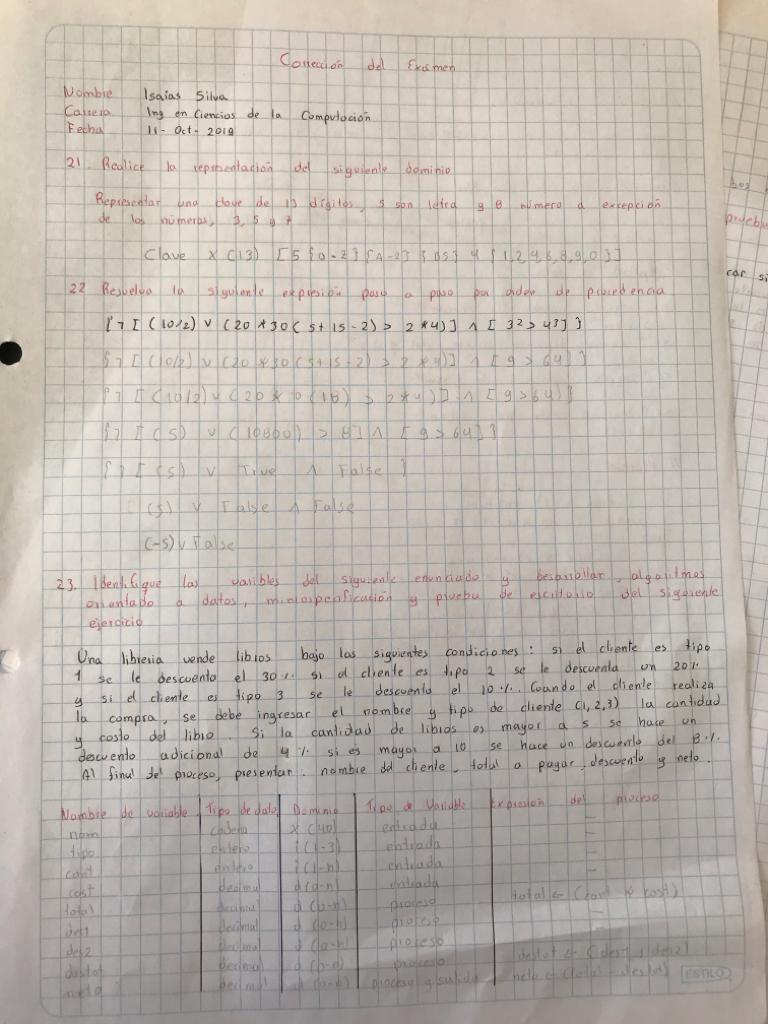 Corrección del Exámen
Nombre Isaías Silva
Carrera Ing en Ciencias de la Computación
Fecha 11-Oct-2018
21 Realice la representación del siguiente dominio
Representar una clave de 13 dígitos, 5 son letra y 8 número a excepción
de los números, 3, 5 y 7
Clave X (13) [5 {a-z} {A-Z} 4 {1,2,4,6,8,9,0}]
22 Resuelva la siguiente expresión paso a paso por orden de procedencia
{ ¬ [ (10/2) ∨ (20 * 30 (5+15-2) > 2*4)] ∧ [ 3² > 4³] }
{ ¬ [ (10/2) ∨ (20 * 30 (5+15-2) > 2*4)] ∧ [ 9 > 64] }
{ ¬ [ (10/2) ∨ (20 * 0 (18) > 2*4)] ∧ [ 9 > 64] }
{ ¬ [ (5) ∨ (10800) > 8] ∧ [ 9 > 64] }
{ ¬ [ (5) ∨ True ∧ False ]
(5) ∨ False ∧ False
(-5) ∨ False
23. Identifique las variables del siguiente enunciado y desarrollar, algoritmos
orientado a datos, miniespecificación y prueba de escritorio del siguiente
ejercicio
Una libreria vende libros bajo las siguientes condiciones: si el cliente es tipo
1 se le descuento el 30% si el cliente es tipo 2 se le descuenta un 20%
y si el cliente es tipo 3 se le descuento el 10%. Cuando el cliente realiza
la compra, se debe ingresar el nombre y tipo de cliente (1,2,3) la cantidad
y costo del libro. Si la cantidad de libros es mayor a 5 se hace un
descuento adicional de 4% si es mayor a 10 se hace un descuento del 8%.
Al final del proceso, presentar. nombre del cliente, total a pagar, descuento y neto.
Nombre de variable Tipo de dato Dominio Tipo de Variable Expresión del proceso
nom cadena x (40) entrada -
tipo entero i (1-3) entrada -
cant entero i (1-n) entrada -
cost decimal d (0-n) entrada -
total decimal d (0-n) proceso total ← (cant * cost)
des1 decimal d (0-n) proceso -
des2 decimal d (0-n) proceso -
destot decimal d (0-n) proceso destot ← (des1 + des2)
neto decimal d (0-n) proceso y salida neto ← (total - destot)
ESTILO